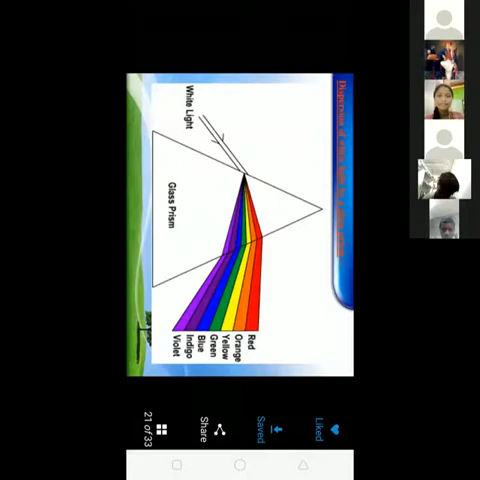 Dispersion of white light by a glass prism
White Light
Glass Prism
Red
Orange
Yellow
Green
Blue
Indigo
Violet
Liked
Saved
Share
21 of 33